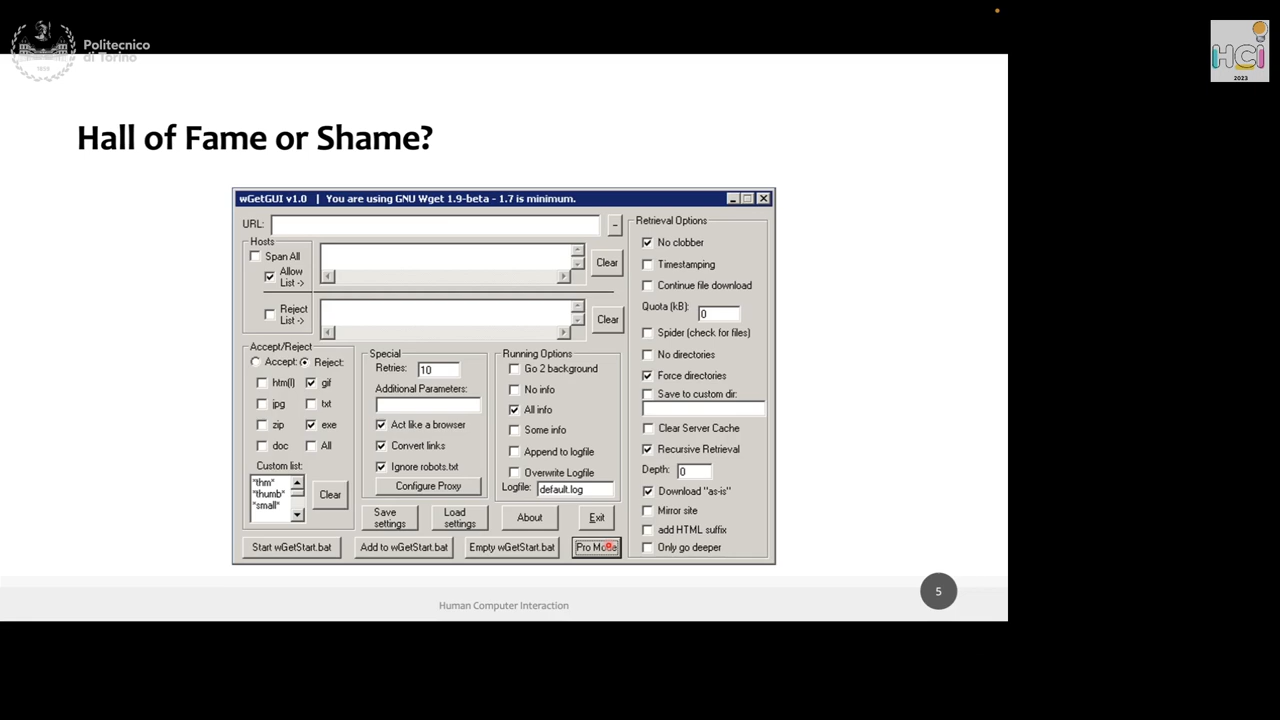 Politecnico
di Torino
1859
HCI
2023
Hall of Fame or Shame?
wGetGUI v1.0 | You are using GNU Wget 1.9-beta - 1.7 is minimum.
URL:
-
Hosts
Span All
Allow
List ->
Clear
Reject
List ->
Clear
Accept/Reject
Accept: Reject:
htm(l) gif
jpg txt
zip exe
doc All
Custom list:
*thm*
*thumb*
*small*
Clear
Special
Retries: 10
Additional Parameters:
Act like a browser
Convert links
Ignore robots.txt
Configure Proxy
Running Options
Go 2 background
No info
All info
Some info
Append to logfile
Overwrite Logfile
Logfile: default.log
Save
settings
Load
settings
About
Exit
Start wGetStart.bat
Add to wGetStart.bat
Empty wGetStart.bat
Pro
Retrieval Options
No clobber
Timestamping
Continue file download
Quota (kB): 0
Spider (check for files)
No directories
Force directories
Save to custom dir:
Clear Server Cache
Recursive Retrieval
Depth: 0
Download "as-is"
Mirror site
add HTML suffix
Only go deeper
Human Computer Interaction
5